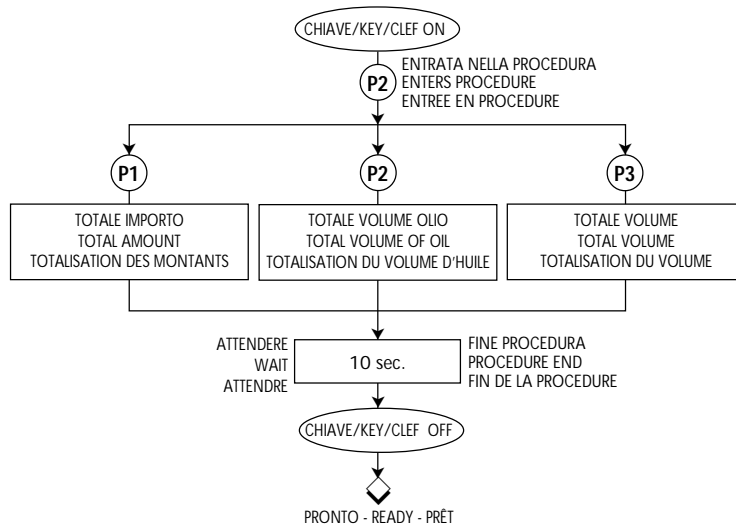 CHIAVE/KEY/CLEF ON
P2
ENTRATA NELLA PROCEDURA
ENTERS PROCEDURE
ENTREE EN PROCEDURE
P1
P2
P3
TOTALE IMPORTO
TOTAL AMOUNT
TOTALISATION DES MONTANTS
TOTALE VOLUME OLIO
TOTAL VOLUME OF OIL
TOTALISATION DU VOLUME D'HUILE
TOTALE VOLUME
TOTAL VOLUME
TOTALISATION DU VOLUME
ATTENDERE
WAIT
ATTENDRE
10 sec.
FINE PROCEDURA
PROCEDURE END
FIN DE LA PROCEDURE
CHIAVE/KEY/CLEF OFF
PRONTO - READY - PRÊT